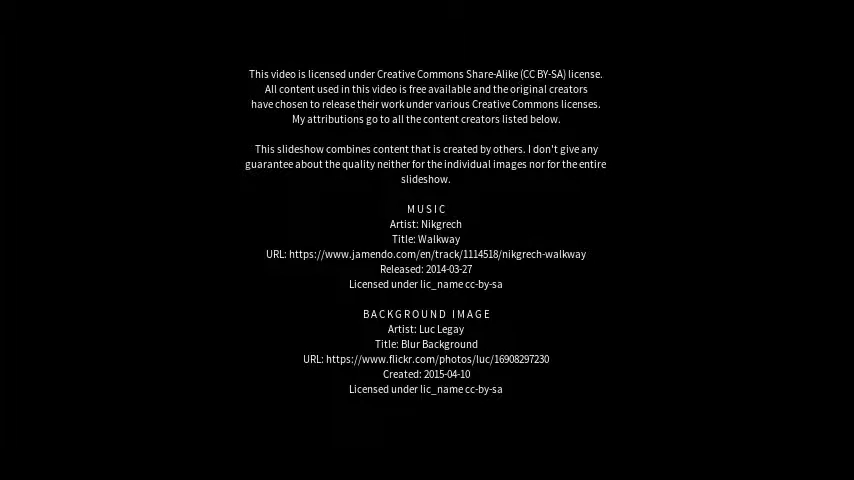 This video is licensed under Creative Commons Share-Alike (CC BY-SA) license.
All content used in this video is free available and the original creators
have chosen to release their work under various Creative Commons licenses.
My attributions go to all the content creators listed below.
This slideshow combines content that is created by others. I don't give any
guarantee about the quality neither for the individual images nor for the entire
slideshow.
MUSIC
Artist: Nikgrech
Title: Walkway
URL: https://www.jamendo.com/en/track/1114518/nikgrech-walkway
Released: 2014-03-27
Licensed under lic_name cc-by-sa
BACKGROUND IMAGE
Artist: Luc Legay
Title: Blur Background
URL: https://www.flickr.com/photos/luc/16908297230
Created: 2015-04-10
Licensed under lic_name cc-by-sa